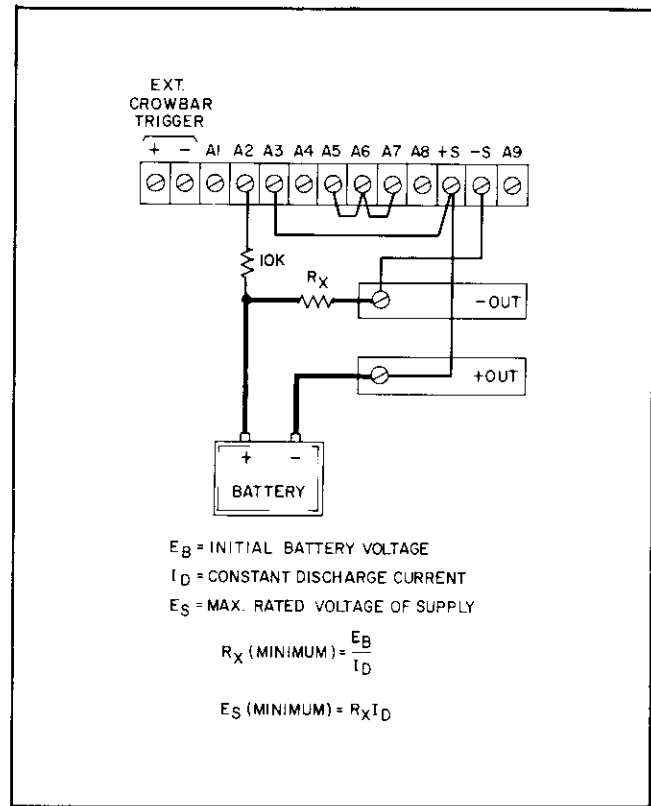 EXT.
CROWBAR
TRIGGER
+ - A1 A2 A3 A4 A5 A6 A7 A8 +S -S A9
10K
RX
-OUT
+OUT
+ -
BATTERY
EB = INITIAL BATTERY VOLTAGE
ID = CONSTANT DISCHARGE CURRENT
ES = MAX. RATED VOLTAGE OF SUPPLY
RX (MINIMUM) = EB / ID
ES (MINIMUM) = RXID